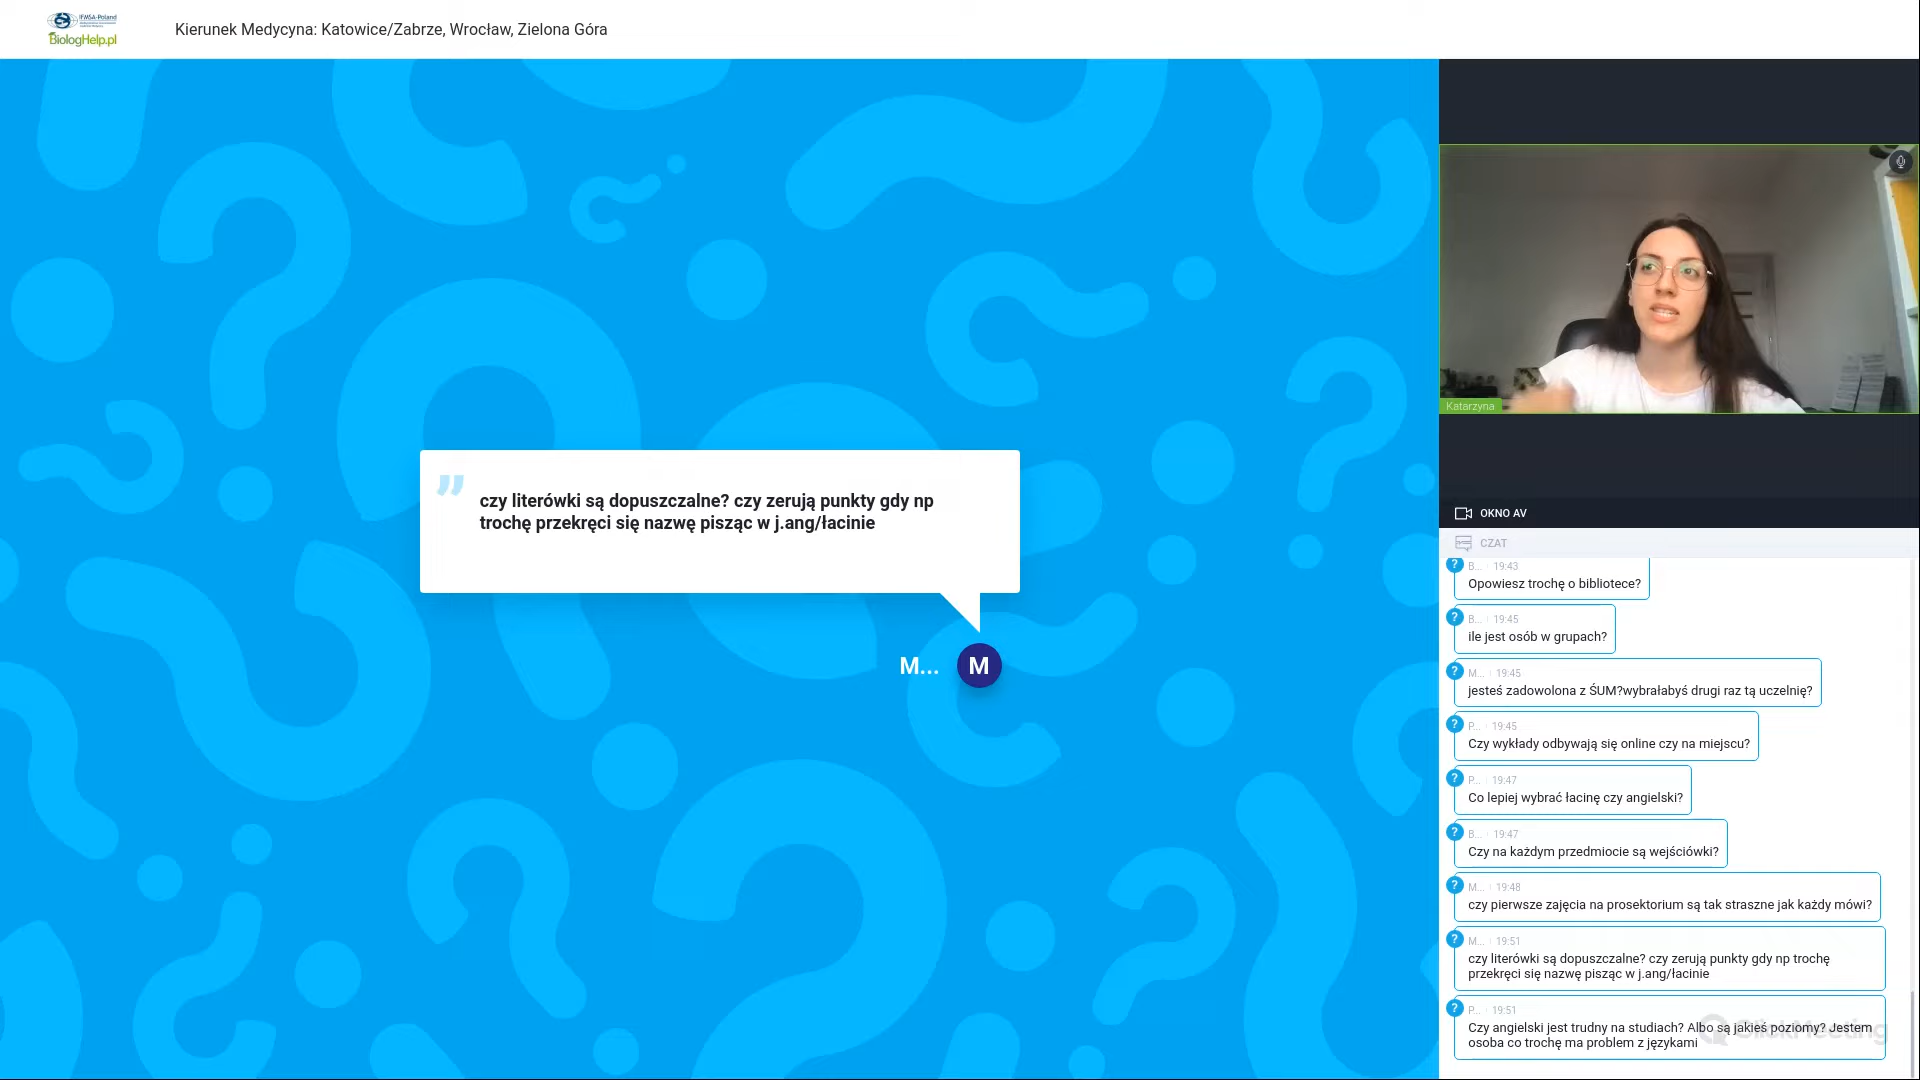 IFMSA-Poland
BiologHelp.pl
Kierunek Medycyna: Katowice/Zabrze, Wrocław, Zielona Góra
czy literówki są dopuszczalne? czy zerują punkty gdy np
trochę przekręci się nazwę pisząc w j.ang/łacinie
M...
M
Katarzyna
OKNO AV
CZAT
? B... 19:43
Opowiesz trochę o bibliotece?
? B... 19:45
ile jest osób w grupach?
? M... 19:45
jesteś zadowolona z ŚUM?wybrałabyś drugi raz tą uczelnię?
? P... 19:45
Czy wykłady odbywają się online czy na miejscu?
? P... 19:47
Co lepiej wybrać łacinę czy angielski?
? B... 19:47
Czy na każdym przedmiocie są wejściówki?
? M... 19:48
czy pierwsze zajęcia na prosektorium są tak straszne jak każdy mówi?
? M... 19:51
czy literówki są dopuszczalne? czy zerują punkty gdy np trochę
przekręci się nazwę pisząc w j.ang/łacinie
? P... 19:51
Czy angielski jest trudny na studiach? Albo są jakieś poziomy? Jestem
osoba co trochę ma problem z językami
ClickMeeting